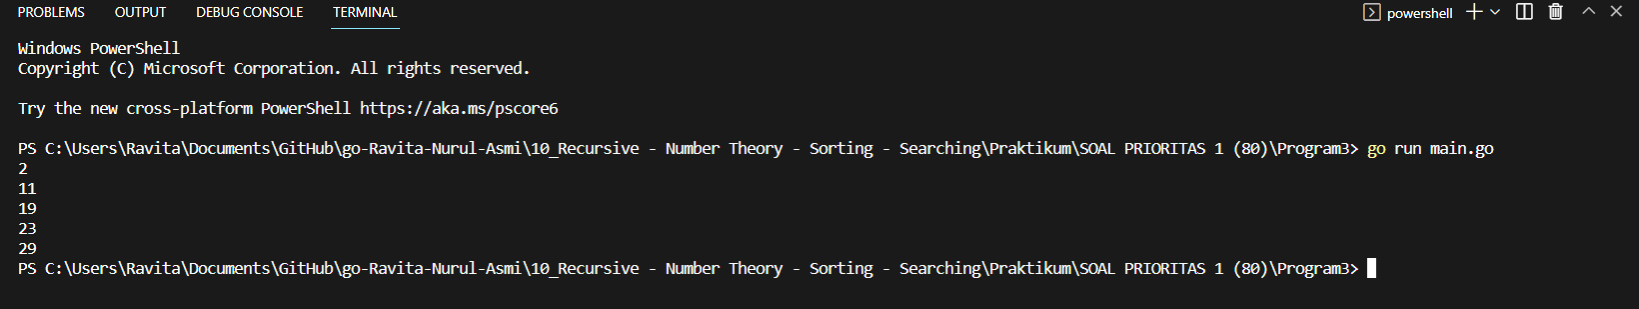 PROBLEMS OUTPUT DEBUG CONSOLE TERMINAL powershell
Windows PowerShell
Copyright (C) Microsoft Corporation. All rights reserved.
Try the new cross-platform PowerShell https://aka.ms/pscore6
PS C:\Users\Ravita\Documents\GitHub\go-Ravita-Nurul-Asmi\10_Recursive - Number Theory - Sorting - Searching\Praktikum\SOAL PRIORITAS 1 (80)\Program3> go run main.go
2
11
19
23
29
PS C:\Users\Ravita\Documents\GitHub\go-Ravita-Nurul-Asmi\10_Recursive - Number Theory - Sorting - Searching\Praktikum\SOAL PRIORITAS 1 (80)\Program3>